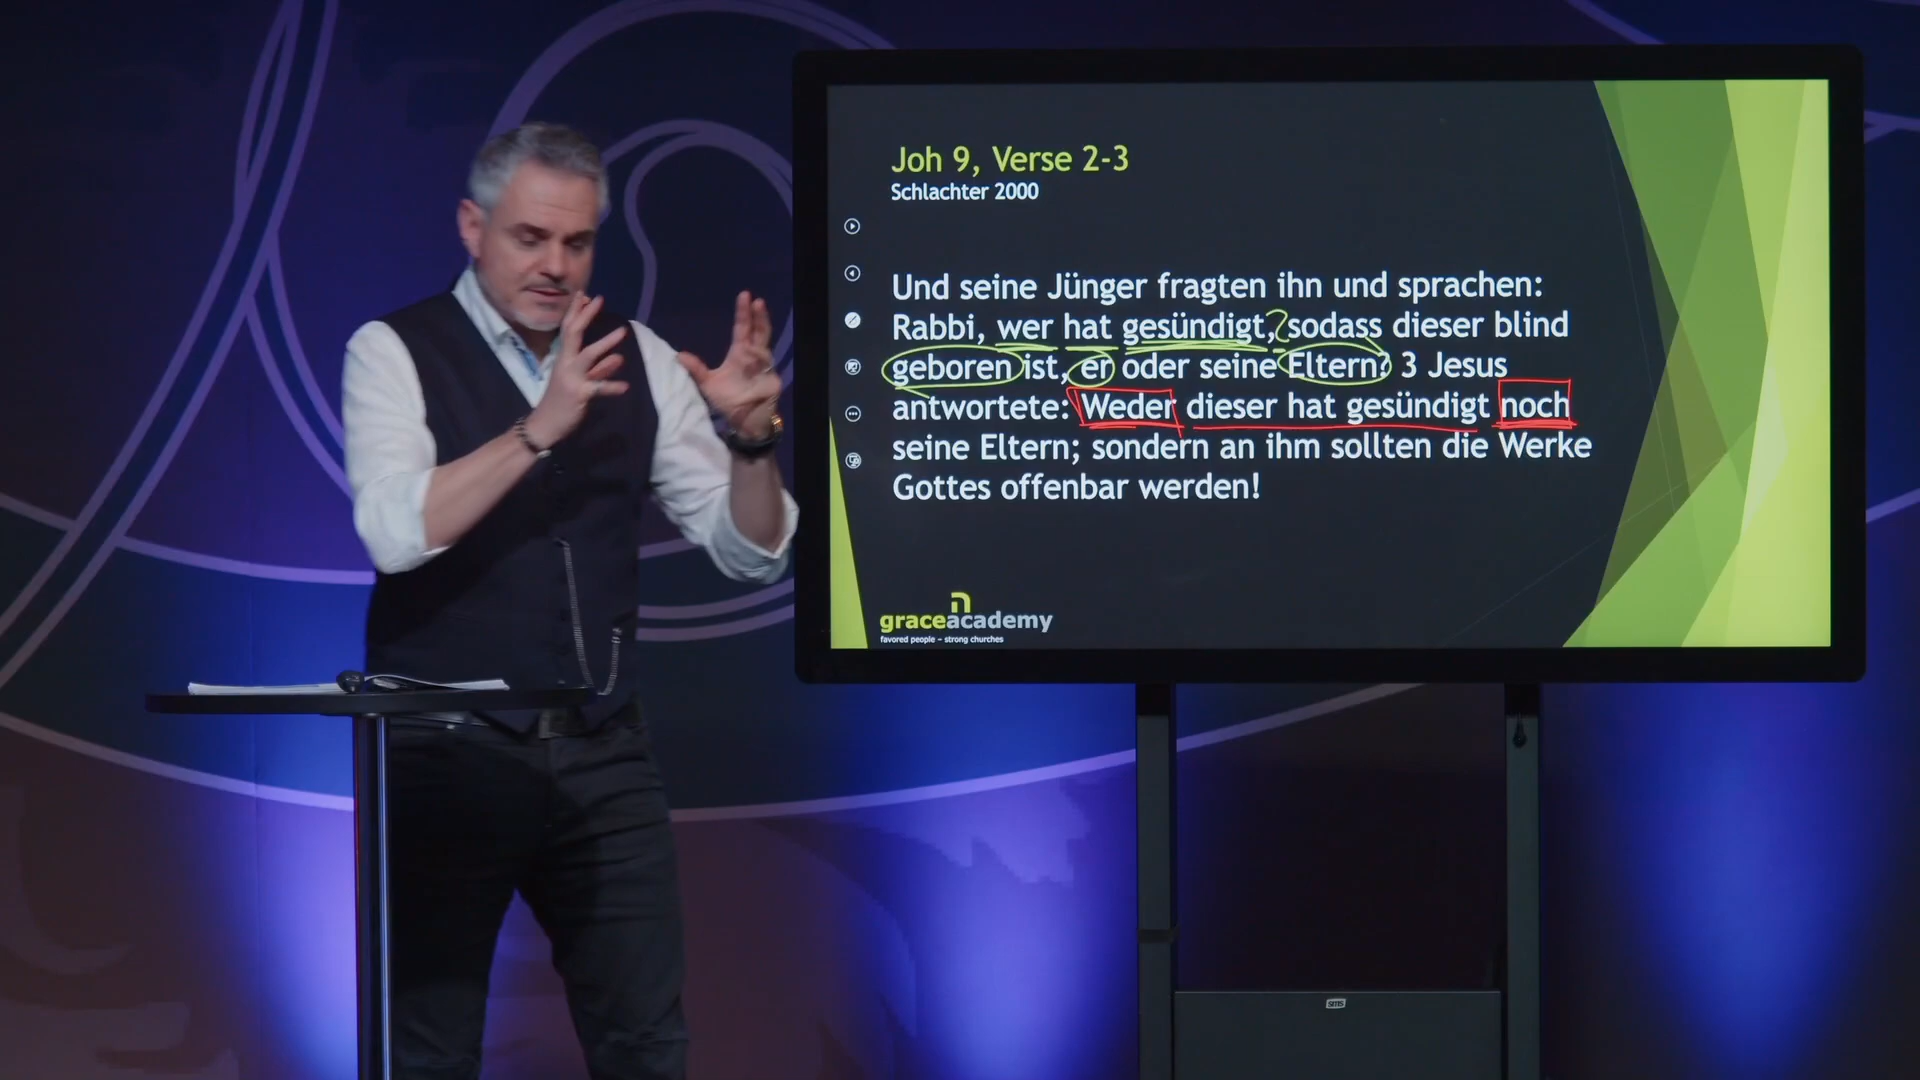 Joh 9, Verse 2-3
Schlachter 2000
Und seine Jünger fragten ihn und sprachen:
Rabbi, wer hat gesündigt, sodass dieser blind
geboren ist, er oder seine Eltern? 3 Jesus
antwortete: Weder dieser hat gesündigt noch
seine Eltern; sondern an ihm sollten die Werke
Gottes offenbar werden!
graceacademy
favored people – strong churches
sms